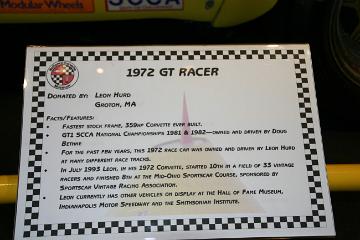 Modular Wheels
SCCA
1972 GT RACER
DONATED BY: LEON HURD
GROTON, MA
FACTS/FEATURES:
• FASTEST STOCK FRAME, 359HP CORVETTE EVER BUILT.
• GT1 SCCA NATIONAL CHAMPIONSHIPS 1981 & 1982—OWNED AND DRIVEN BY DOUG
BETHKE
• FOR THE PAST FEW YEARS, THIS 1972 RACE CAR WAS OWNED AND DRIVEN BY LEON HURD
AT MANY DIFFERENT RACE TRACKS.
• IN JULY 1993 LEON, IN HIS 1972 CORVETTE, STARTED 10TH IN A FIELD OF 33 VINTAGE
RACERS AND FINISHED 8TH AT THE MID-OHIO SPORTSCAR COURSE, SPONSORED BY
SPORTSCAR VINTAGE RACING ASSOCIATION.
• LEON CURRENTLY HAS OTHER VEHICLES ON DISPLAY AT THE HALL OF FAME MUSEUM,
INDIANAPOLIS MOTOR SPEEDWAY AND THE SMITHSONIAN INSTITUTE.